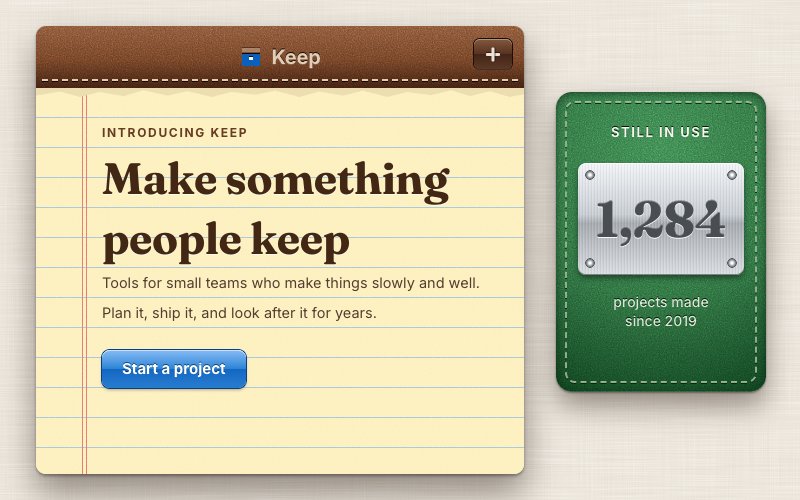 Keep
+
INTRODUCING KEEP
Make something
people keep
Tools for small teams who make things slowly and well.
Plan it, ship it, and look after it for years.
Start a project
STILL IN USE
1,284
projects made
since 2019